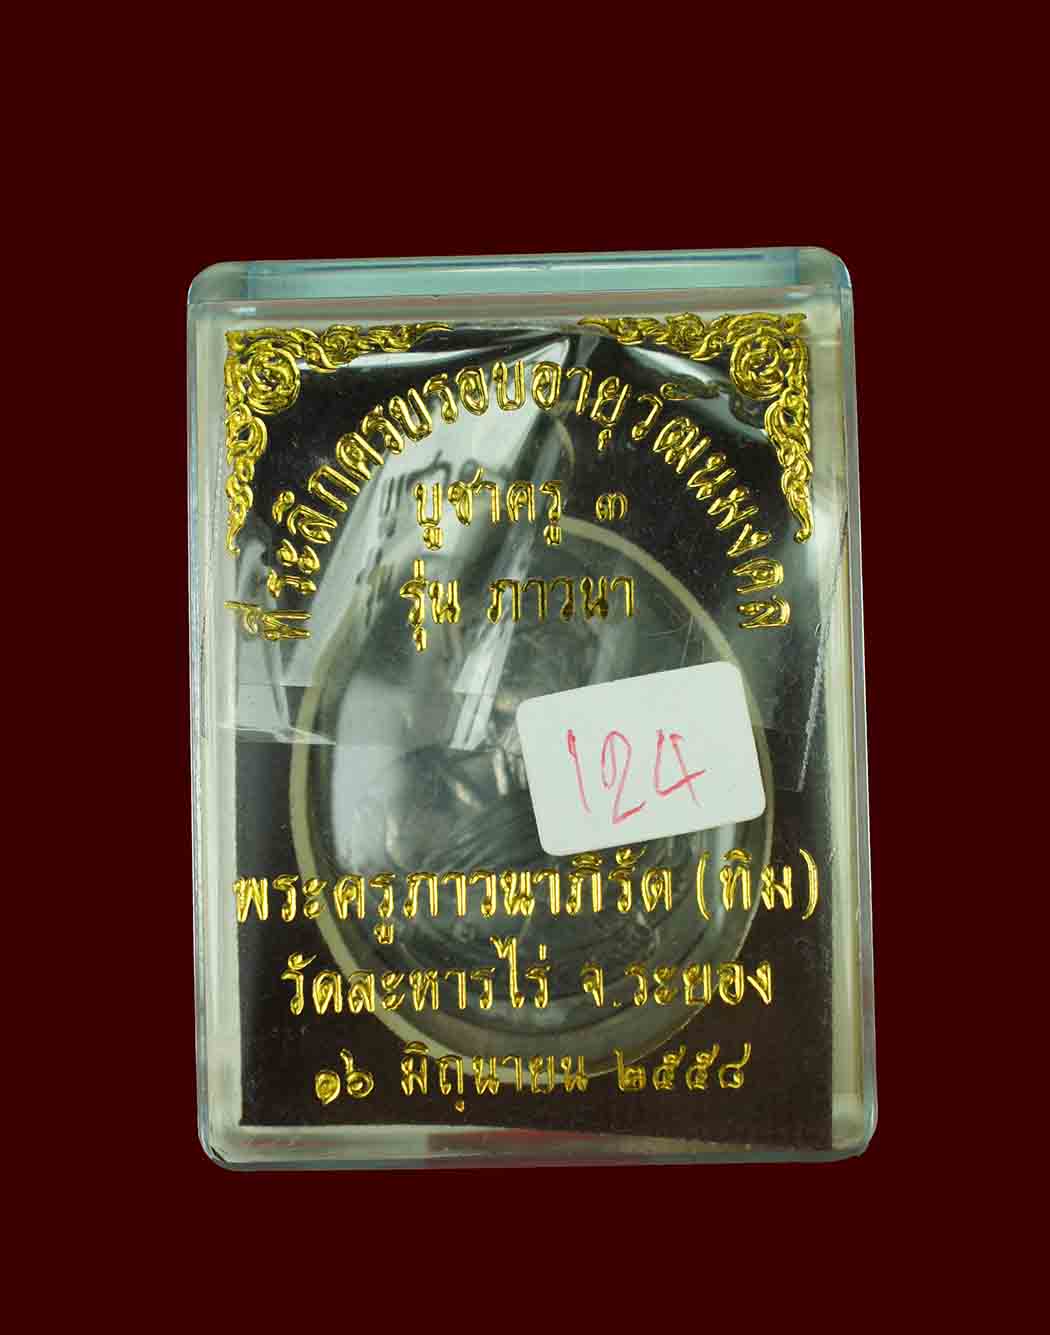 ที่ระลึกครบรอบอายุวัฒนมงคล
บูชาครู ๓
รุ่น ภาวนา
124
พระครูภาวนาภิรัต (ทิม)
วัดละหารไร่ จ.ระยอง
๑๖ มิถุนายน ๒๕๕๘